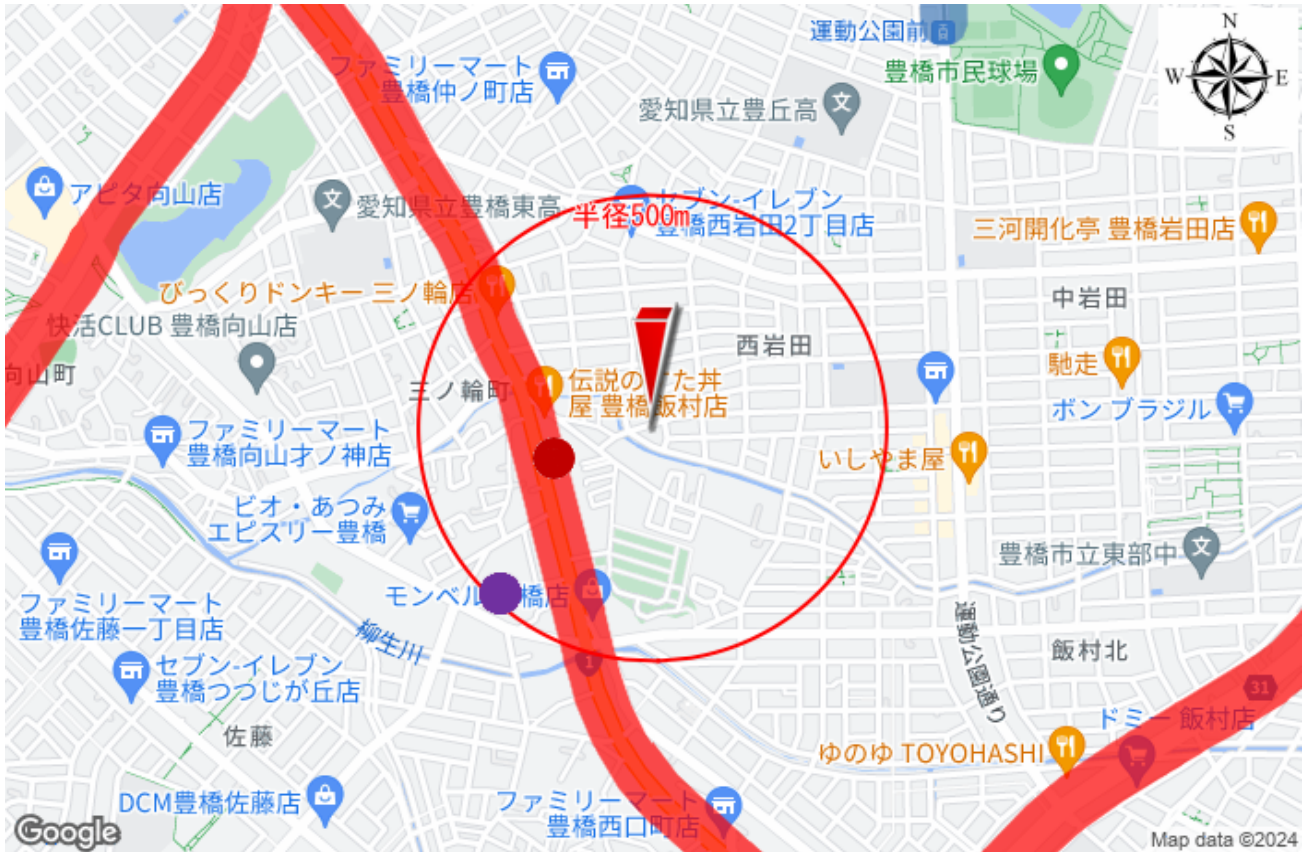 運動公園前
N
W
E
S
ファミリーマート
豊橋仲ノ町店
豊橋市民球場
愛知県立豊丘高
アピタ向山店
愛知県立豊橋東高
セブン-イレブン
豊橋西岩田2丁目店
半径500m
三河開化亭 豊橋岩田店
びっくりドンキー 三ノ輪店
中岩田
快活CLUB 豊橋向山店
西岩田
向山町
三ノ輪町
伝説のすた丼
屋 豊橋飯村店
馳走
ボン ブラジル
ファミリーマート
豊橋向山才ノ神店
いしやま屋
ビオ・あつみ
エピスリー豊橋
豊橋市立東部中
モンベル 橋店
ファミリーマート
豊橋佐藤一丁目店
柳生川
運動公園通り
飯村北
セブン-イレブン
豊橋つつじが丘店
1
31
佐藤
ドミー 飯村店
ゆのゆ TOYOHASHI
DCM豊橋佐藤店
ファミリーマート
豊橋西口町店
Google
Map data ©2024